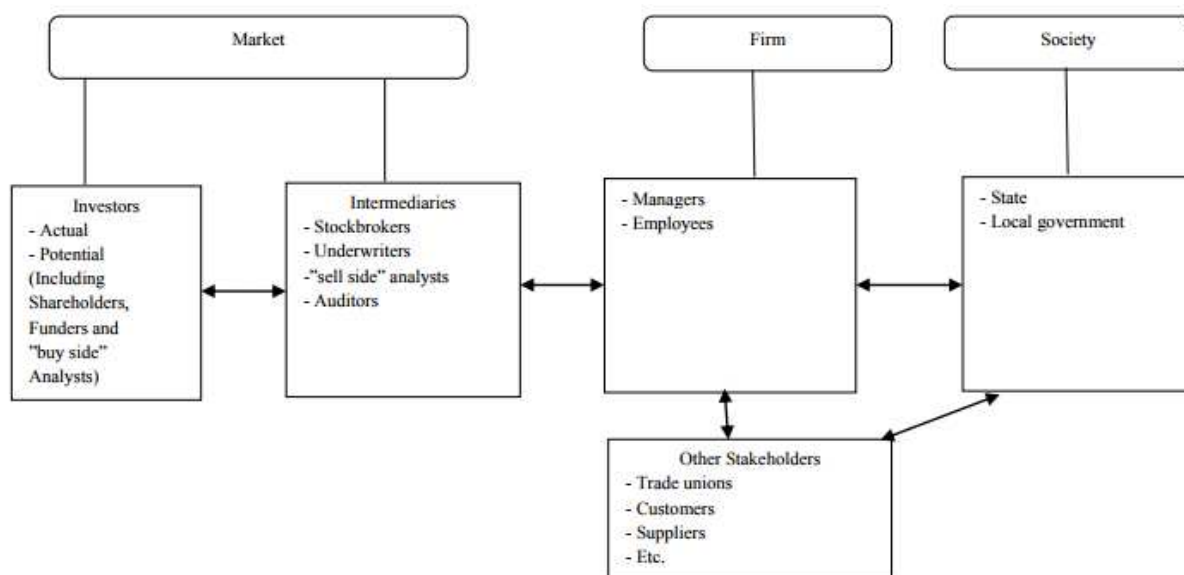 Market
Firm
Society
Investors
- Actual
- Potential
(Including
Shareholders,
Funders and
”buy side”
Analysts)
Intermediaries
- Stockbrokers
- Underwriters
-”sell side” analysts
- Auditors
- Managers
- Employees
- State
- Local government
Other Stakeholders
- Trade unions
- Customers
- Suppliers
- Etc.